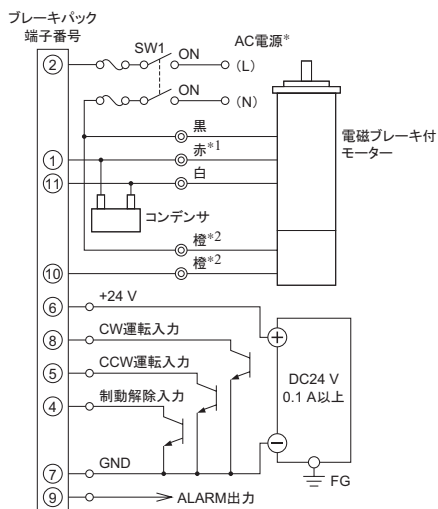 ブレーキパック
端子番号
SW1
ON
AC電源*
② (L)
ON
(N)
黒
① 赤*1
⑪ 白
コンデンサ
電磁ブレーキ付
モーター
橙*2
⑩ 橙*2
⑥ +24 V
⑧ CW運転入力
⑤ CCW運転入力
④ 制動解除入力
+
DC24 V
0.1 A以上
−
⑦ GND
FG
⑨ ALARM出力